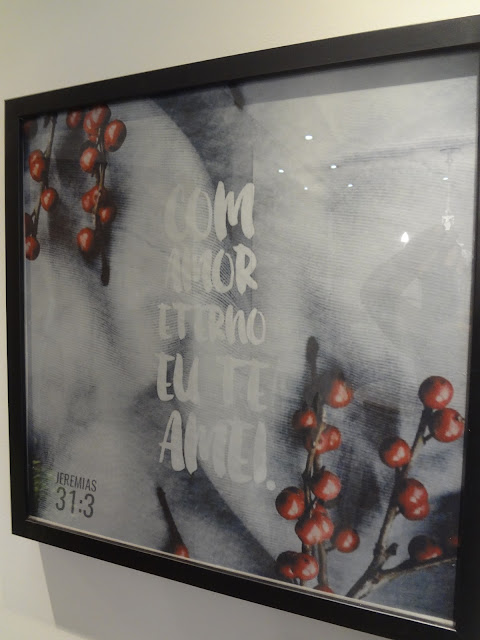 COM
AMOR
ETERNO
EU TE
AMEI.
JEREMIAS
31:3